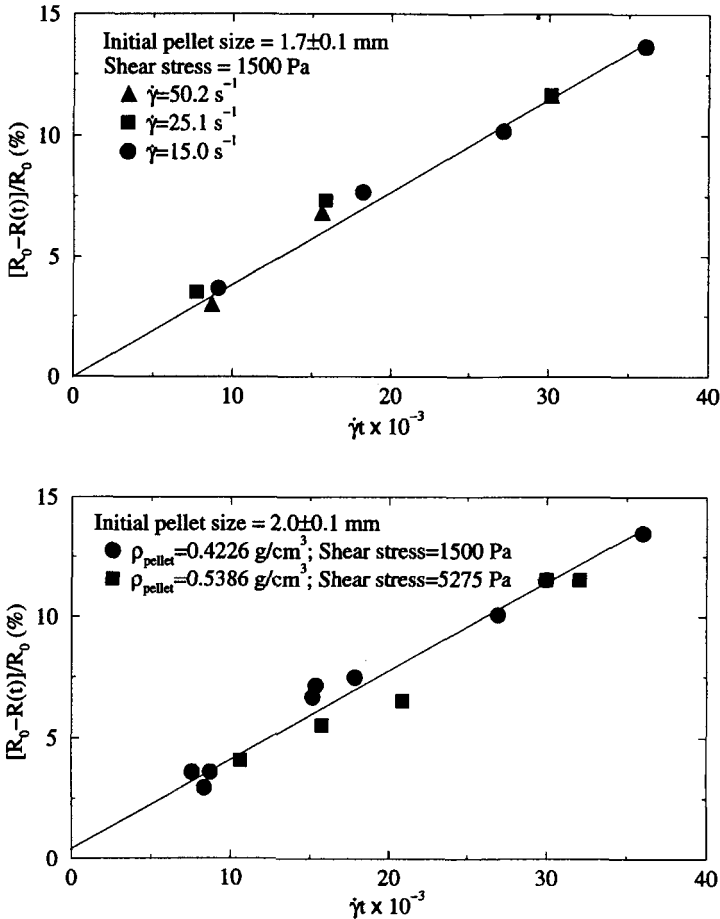 15
Initial pellet size = 1.7±0.1 mm
Shear stress = 1500 Pa
γ̇=50.2 s⁻¹
γ̇=25.1 s⁻¹
γ̇=15.0 s⁻¹
10
5
0
[R₀−R(t)]/R₀ (%)
0 10 20 30 40
γ̇t x 10⁻³
15
Initial pellet size = 2.0±0.1 mm
ρpellet=0.4226 g/cm³; Shear stress=1500 Pa
ρpellet=0.5386 g/cm³; Shear stress=5275 Pa
10
5
0
[R₀−R(t)]/R₀ (%)
0 10 20 30 40
γ̇t x 10⁻³